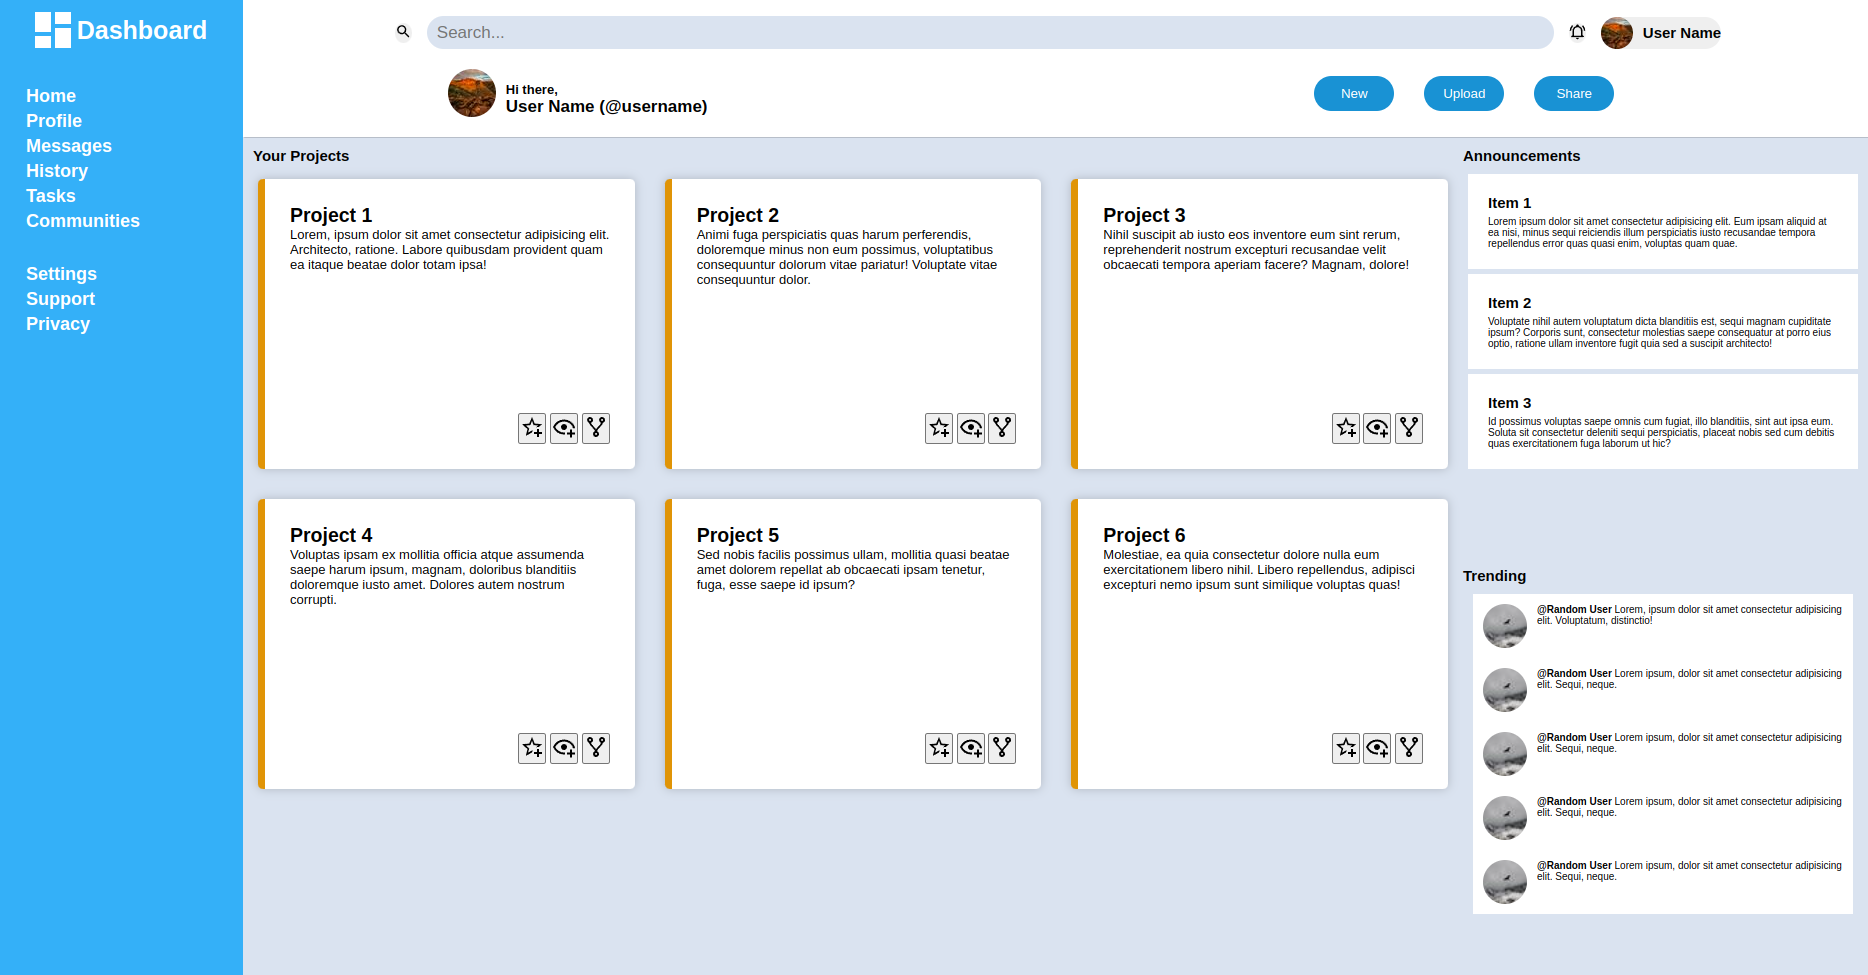 Dashboard
Home
Profile
Messages
History
Tasks
Communities
Settings
Support
Privacy
Search...
User Name
Hi there,
User Name (@username)
New
Upload
Share
Your Projects
Project 1
Lorem, ipsum dolor sit amet consectetur adipisicing elit.
Architecto, ratione. Labore quibusdam provident quam
ea itaque beatae dolor totam ipsa!
Project 2
Animi fuga perspiciatis quas harum perferendis,
doloremque minus non eum possimus, voluptatibus
consequuntur dolorum vitae pariatur! Voluptate vitae
consequuntur dolor.
Project 3
Nihil suscipit ab iusto eos inventore eum sint rerum,
reprehenderit nostrum excepturi recusandae velit
obcaecati tempora aperiam facere? Magnam, dolore!
Project 4
Voluptas ipsam ex mollitia officia atque assumenda
saepe harum ipsum, magnam, doloribus blanditiis
doloremque iusto amet. Dolores autem nostrum
corrupti.
Project 5
Sed nobis facilis possimus ullam, mollitia quasi beatae
amet dolorem repellat ab obcaecati ipsam tenetur,
fuga, esse saepe id ipsum?
Project 6
Molestiae, ea quia consectetur dolore nulla eum
exercitationem libero nihil. Libero repellendus, adipisci
excepturi nemo ipsum sunt similique voluptas quas!
Announcements
Item 1
Lorem ipsum dolor sit amet consectetur adipisicing elit. Eum ipsam aliquid at
ea nisi, minus sequi reiciendis illum perspiciatis iusto recusandae tempora
repellendus error quas quasi enim, voluptas quam quae.
Item 2
Voluptate nihil autem voluptatum dicta blanditiis est, sequi magnam cupiditate
ipsum? Corporis sunt, consectetur molestias saepe consequatur at porro eius
optio, ratione ullam inventore fugit quia sed a suscipit architecto!
Item 3
Id possimus voluptas saepe omnis cum fugiat, illo blanditiis, sint aut ipsa eum.
Soluta sit consectetur deleniti sequi perspiciatis, placeat nobis sed cum debitis
quas exercitationem fuga laborum ut hic?
Trending
@Random User Lorem, ipsum dolor sit amet consectetur adipisicing
elit. Voluptatum, distinctio!
@Random User Lorem ipsum, dolor sit amet consectetur adipisicing
elit. Sequi, neque.
@Random User Lorem ipsum, dolor sit amet consectetur adipisicing
elit. Sequi, neque.
@Random User Lorem ipsum, dolor sit amet consectetur adipisicing
elit. Sequi, neque.
@Random User Lorem ipsum, dolor sit amet consectetur adipisicing
elit. Sequi, neque.